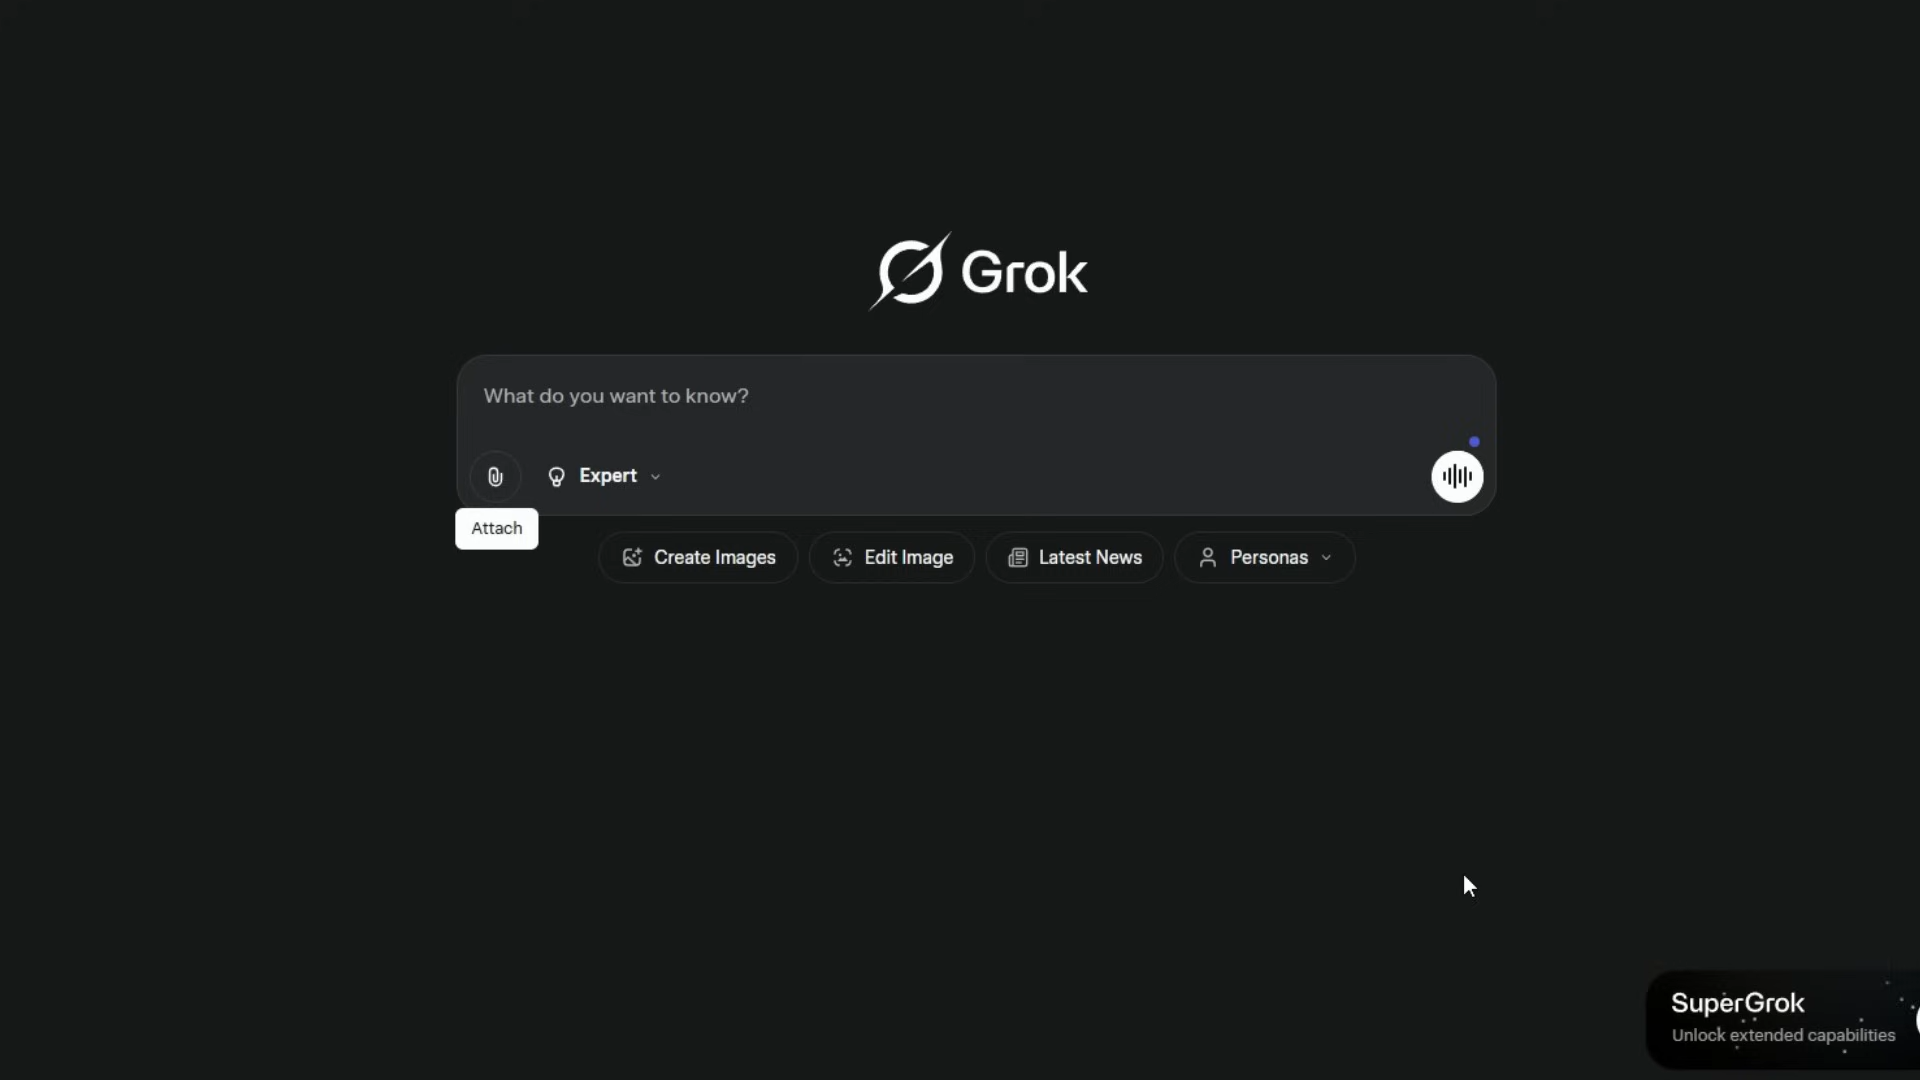 Grok
What do you want to know?
Expert
Attach
Create Images
Edit Image
Latest News
Personas
SuperGrok
Unlock extended capabilities